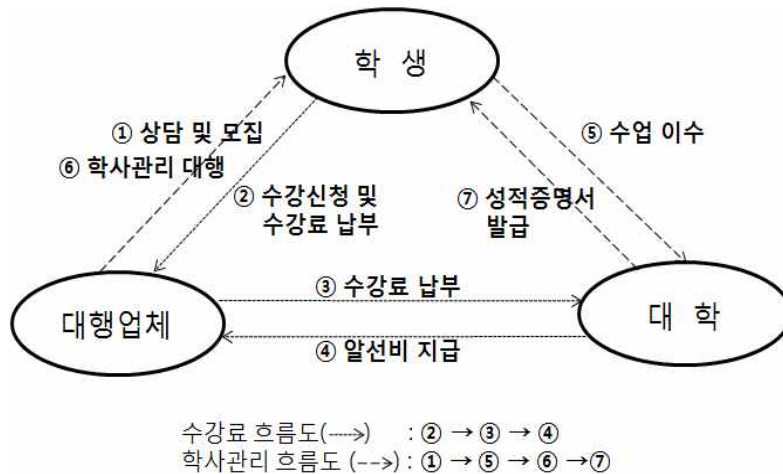 학 생
① 상담 및 모집
⑥ 학사관리 대행
⑤ 수업 이수
② 수강신청 및
수강료 납부
⑦ 성적증명서
발급
대행업체
③ 수강료 납부
대 학
④ 알선비 지급
수강료 흐름도(----->) : ② → ③ → ④
학사관리 흐름도 (-->) : ① → ⑤ → ⑥ →⑦